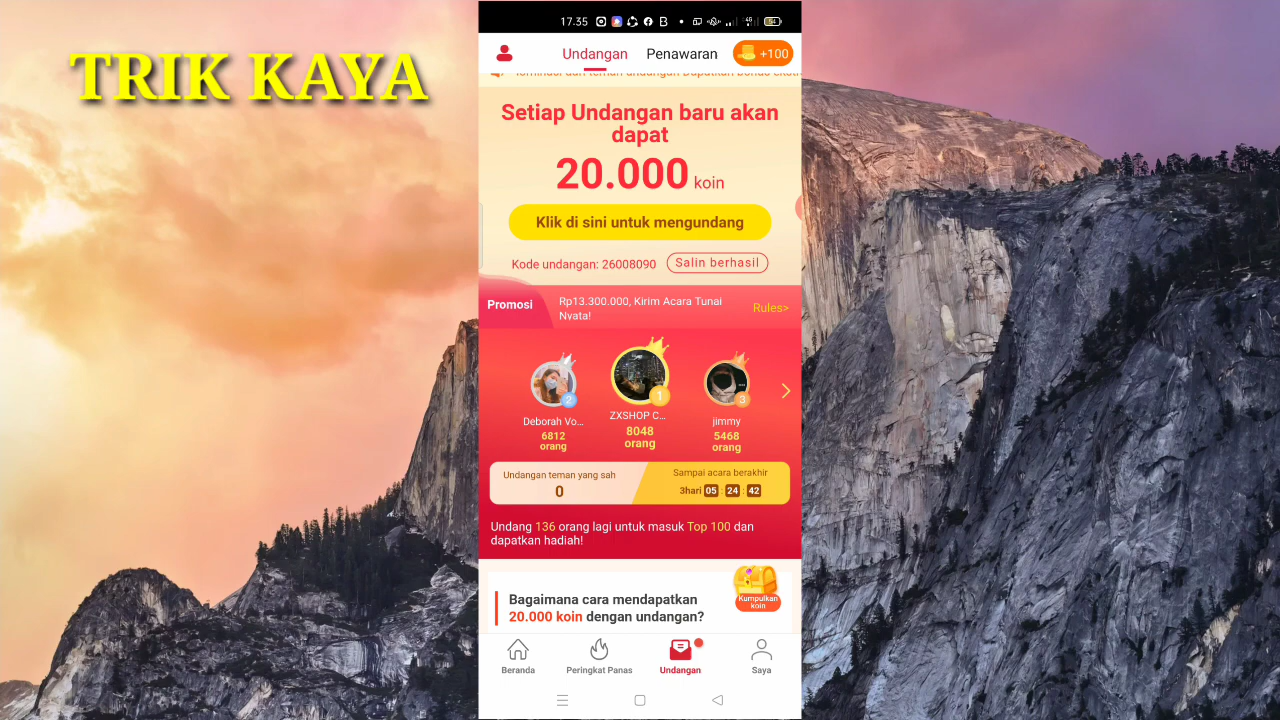 TRIK KAYA
17.35
Undangan
Penawaran
+100
Setiap Undangan baru akan
dapat
20.000 koin
Klik di sini untuk mengundang
Kode undangan: 26008090
Salin berhasil
Promosi
Rp13.300.000, Kirim Acara Tunai
Nyata!
Rules>
2
1
3
Deborah Vo...
ZXSHOP C...
jimmy
6812
orang
8048
orang
5468
orang
Undangan teman yang sah
0
Sampai acara berakhir
3hari 05 : 24 : 42
Undang 136 orang lagi untuk masuk Top 100 dan
dapatkan hadiah!
Bagaimana cara mendapatkan
20.000 koin dengan undangan?
Kumpulkan
koin
Beranda
Peringkat Panas
Undangan
Saya